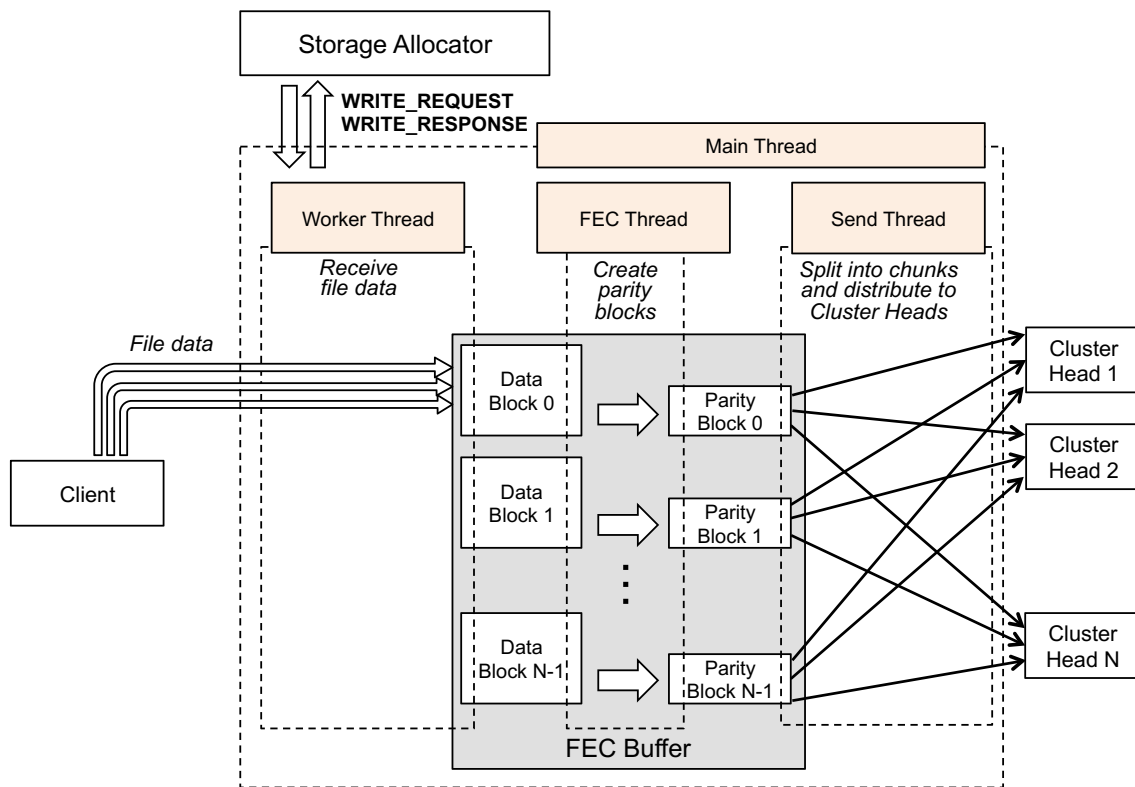 Storage Allocator
WRITE_REQUEST
WRITE_RESPONSE
Main Thread
Worker Thread
FEC Thread
Send Thread
Receive
file data
Create
parity
blocks
Split into chunks
and distribute to
Cluster Heads
File data
Client
Data
Block 0
Parity
Block 0
Data
Block 1
Parity
Block 1
Data
Block N-1
Parity
Block N-1
FEC Buffer
Cluster
Head 1
Cluster
Head 2
Cluster
Head N